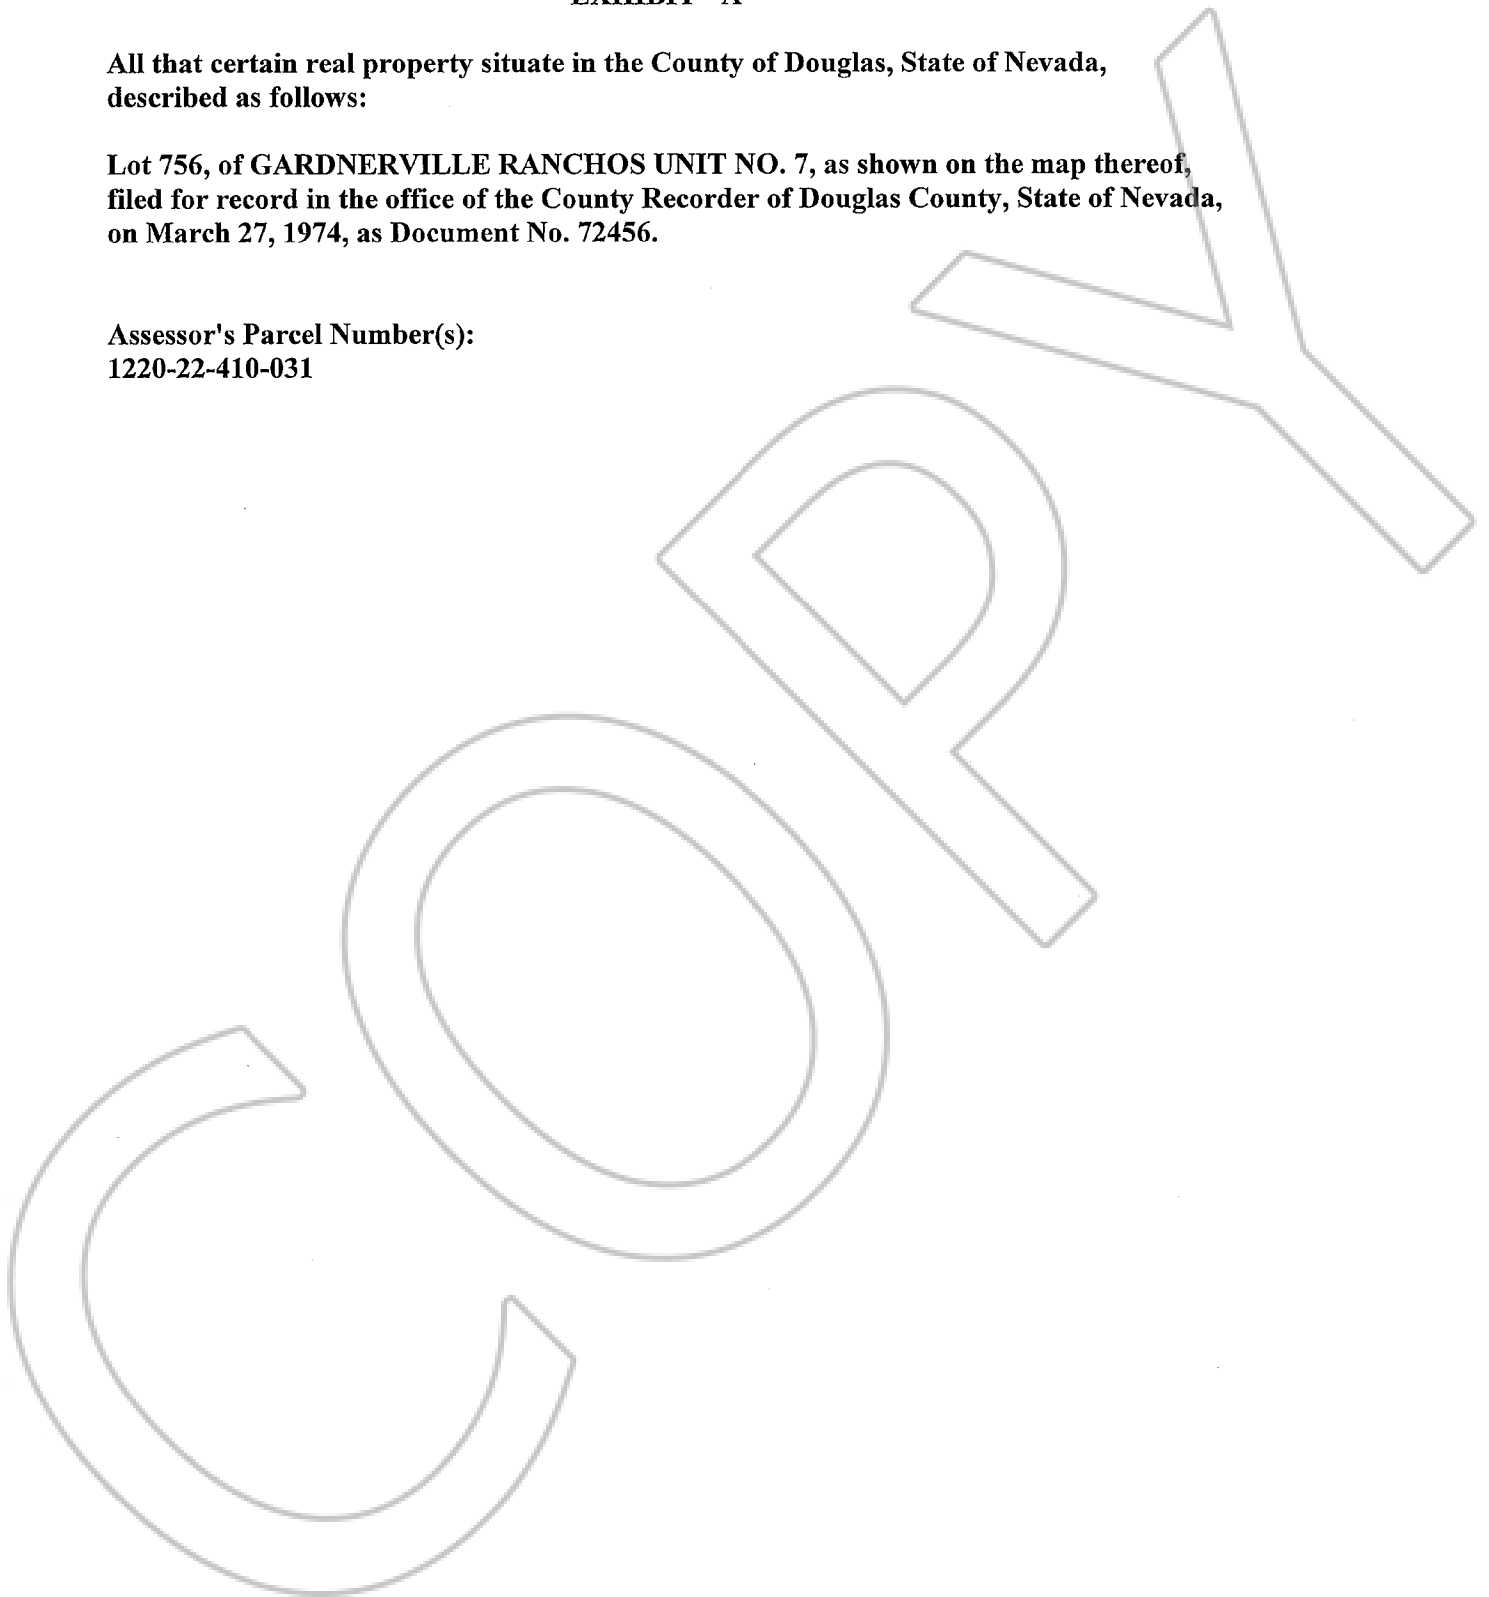 EXHIBIT "A"
All that certain real property situate in the County of Douglas, State of Nevada,
described as follows:
Lot 756, of GARDNERVILLE RANCHOS UNIT NO. 7, as shown on the map thereof,
filed for record in the office of the County Recorder of Douglas County, State of Nevada,
on March 27, 1974, as Document No. 72456.
Assessor's Parcel Number(s):
1220-22-410-031
COPY